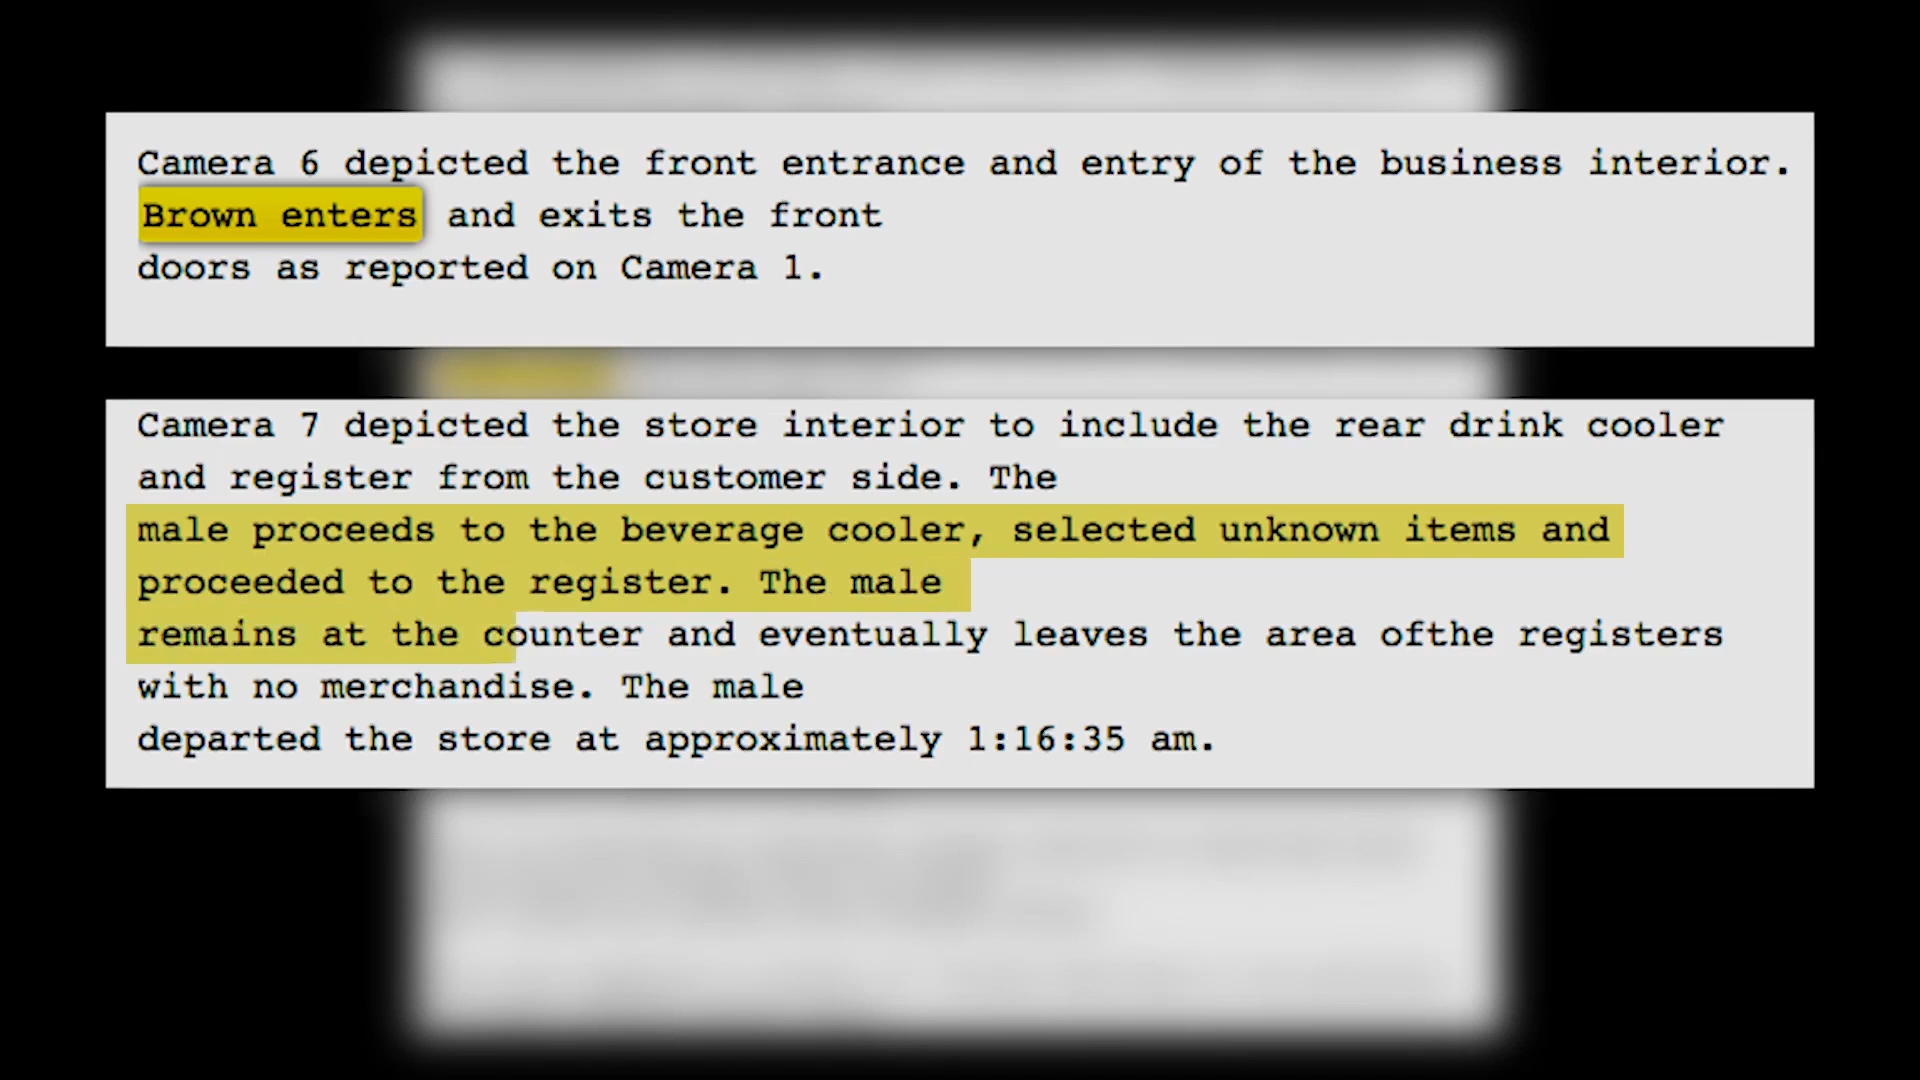 Camera 6 depicted the front entrance and entry of the business interior.
Brown enters and exits the front
doors as reported on Camera 1.
Camera 7 depicted the store interior to include the rear drink cooler
and register from the customer side. The
male proceeds to the beverage cooler, selected unknown items and
proceeded to the register. The male
remains at the counter and eventually leaves the area ofthe registers
with no merchandise. The male
departed the store at approximately 1:16:35 am.